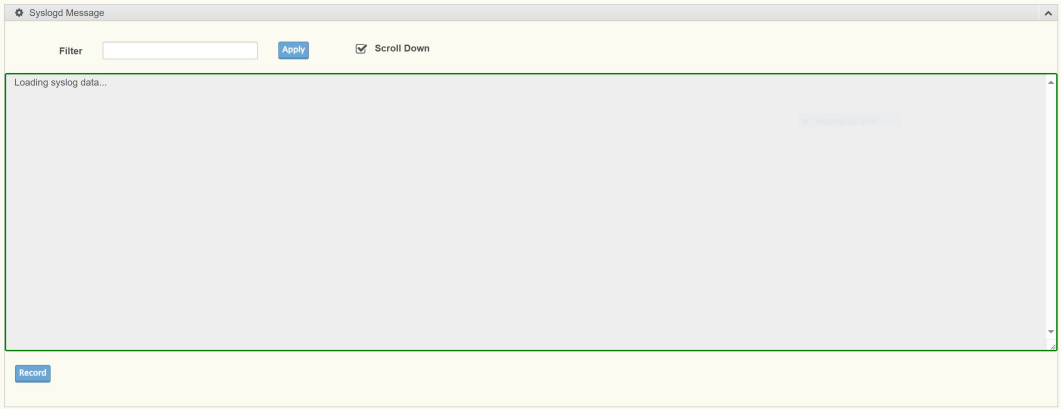 Syslogd Message
Filter
Apply
Scroll Down
Loading syslog data...
Record